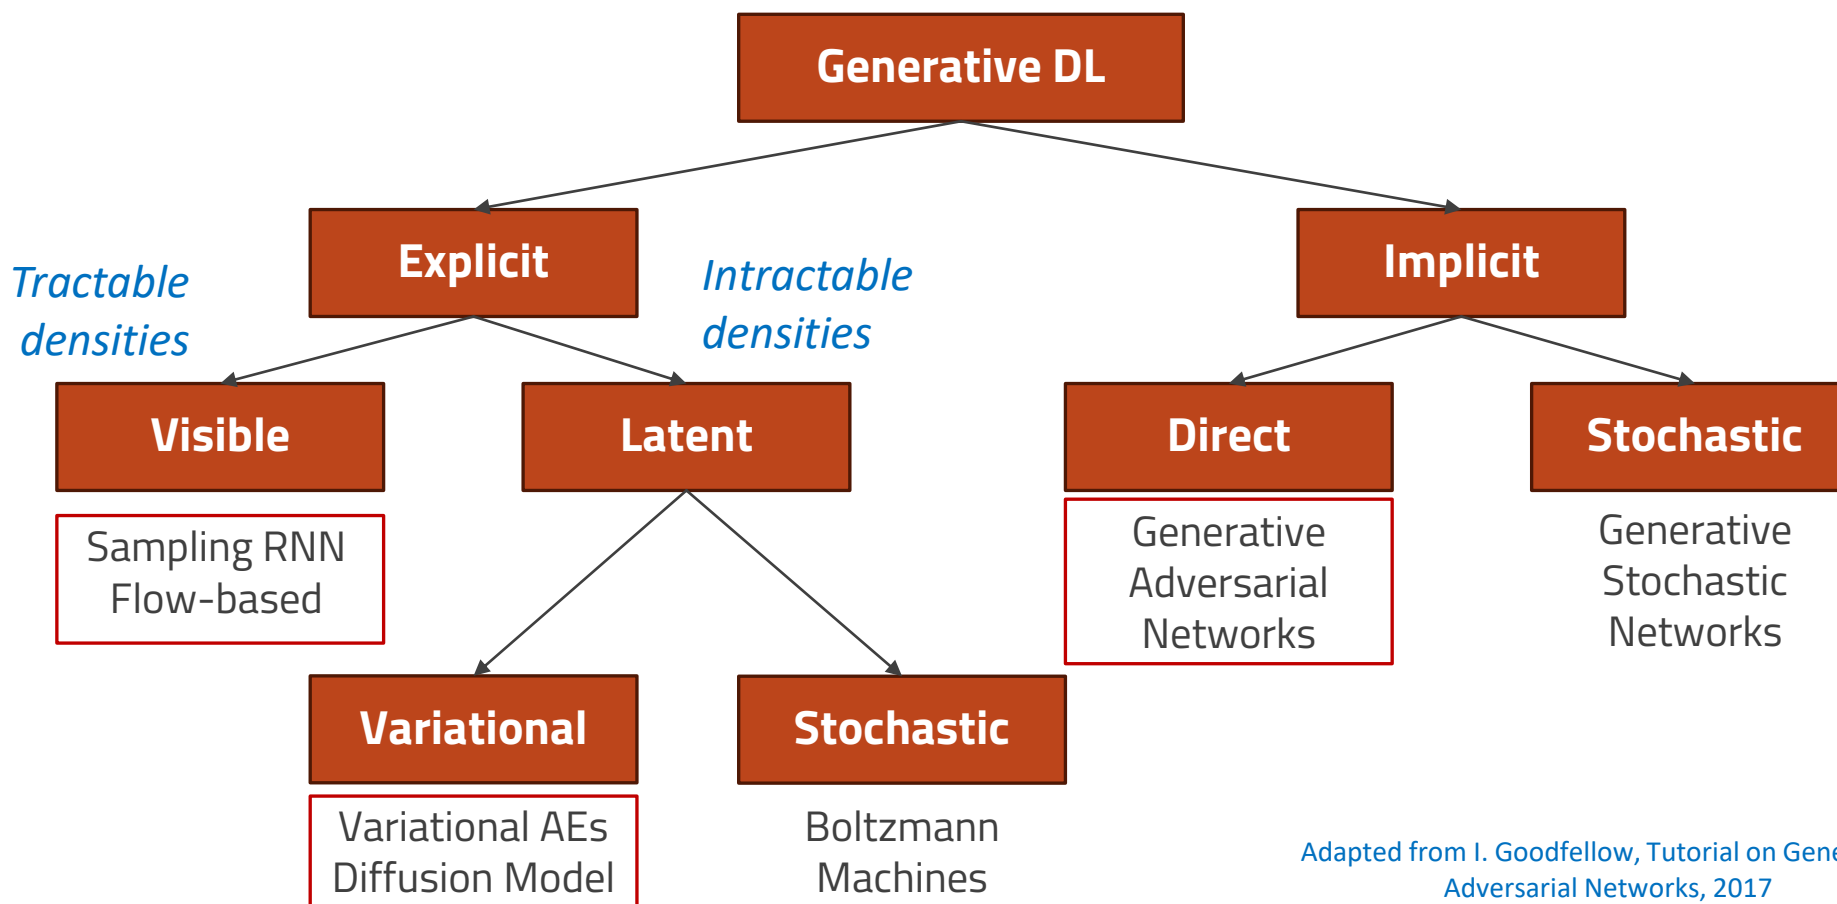 Generative DL
Explicit
Implicit
Tractable
densities
Intractable
densities
Visible
Latent
Direct
Stochastic
Sampling RNN
Flow-based
Generative
Adversarial
Networks
Generative
Stochastic
Networks
Variational
Stochastic
Variational AEs
Diffusion Model
Boltzmann
Machines
Adapted from I. Goodfellow, Tutorial on Gene
Adversarial Networks, 2017